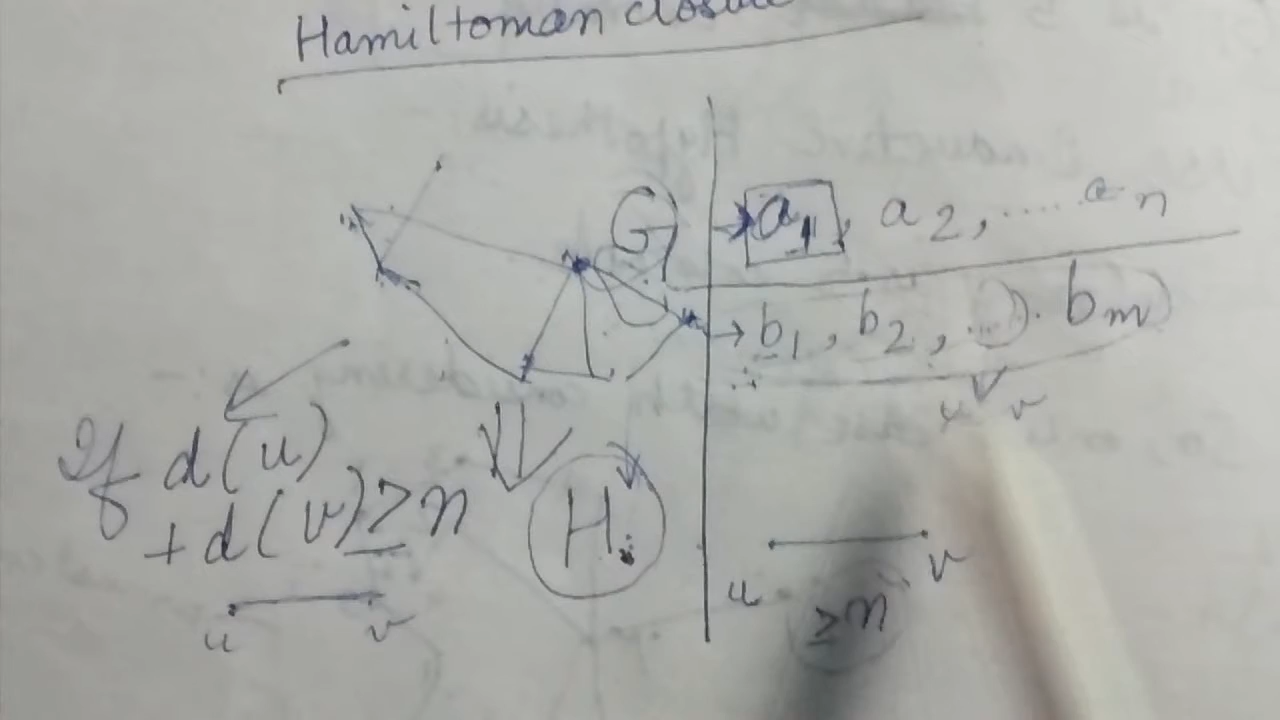 Hamiltonian closure
G
→ a1, a2, ..... an
→ b1, b2, ...). bm)
∴
u v
If d(u)
+ d(v) ≥ n
H
u v
u v
≥ n